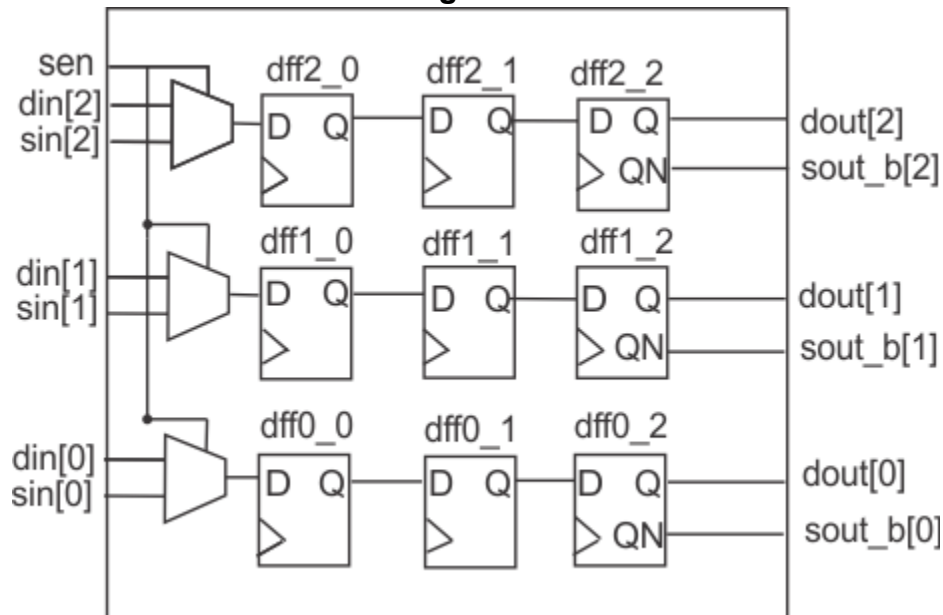 g
sen
dff2_0
dff2_1
dff2_2
din[2]
sin[2]
D Q
D Q
D Q
QN
dout[2]
sout_b[2]
dff1_0
dff1_1
dff1_2
din[1]
sin[1]
D Q
D Q
D Q
QN
dout[1]
sout_b[1]
dff0_0
dff0_1
dff0_2
din[0]
sin[0]
D Q
D Q
D Q
QN
dout[0]
sout_b[0]